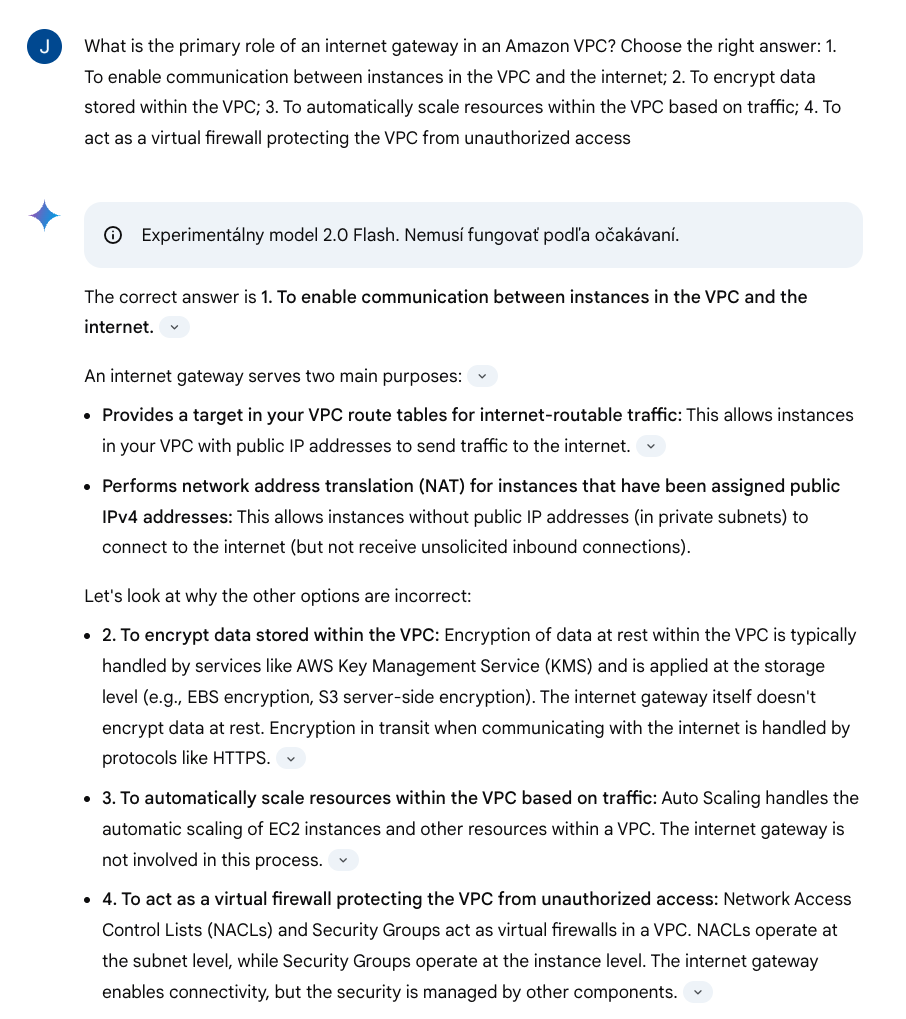 J
What is the primary role of an internet gateway in an Amazon VPC? Choose the right answer: 1.
To enable communication between instances in the VPC and the internet; 2. To encrypt data
stored within the VPC; 3. To automatically scale resources within the VPC based on traffic; 4. To
act as a virtual firewall protecting the VPC from unauthorized access
Experimentálny model 2.0 Flash. Nemusí fungovať podľa očakávaní.
The correct answer is 1. To enable communication between instances in the VPC and the
internet.
An internet gateway serves two main purposes:
• Provides a target in your VPC route tables for internet-routable traffic: This allows instances
in your VPC with public IP addresses to send traffic to the internet.
• Performs network address translation (NAT) for instances that have been assigned public
IPv4 addresses: This allows instances without public IP addresses (in private subnets) to
connect to the internet (but not receive unsolicited inbound connections).
Let's look at why the other options are incorrect:
• 2. To encrypt data stored within the VPC: Encryption of data at rest within the VPC is typically
handled by services like AWS Key Management Service (KMS) and is applied at the storage
level (e.g., EBS encryption, S3 server-side encryption). The internet gateway itself doesn't
encrypt data at rest. Encryption in transit when communicating with the internet is handled by
protocols like HTTPS.
• 3. To automatically scale resources within the VPC based on traffic: Auto Scaling handles the
automatic scaling of EC2 instances and other resources within a VPC. The internet gateway is
not involved in this process.
• 4. To act as a virtual firewall protecting the VPC from unauthorized access: Network Access
Control Lists (NACLs) and Security Groups act as virtual firewalls in a VPC. NACLs operate at
the subnet level, while Security Groups operate at the instance level. The internet gateway
enables connectivity, but the security is managed by other components.